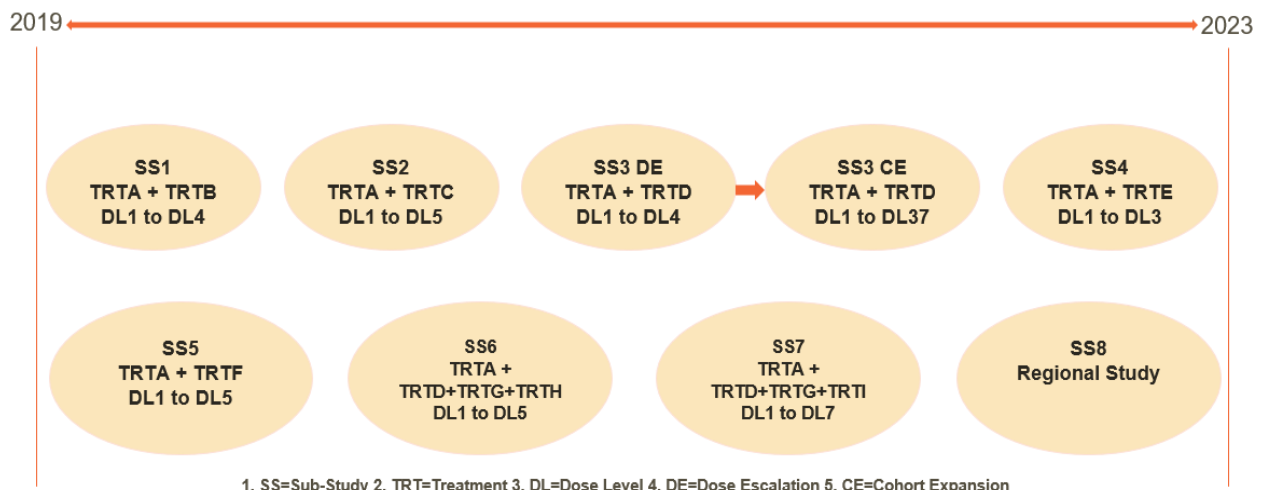 2019
2023
SS1
TRTA + TRTB
DL1 to DL4
SS2
TRTA + TRTC
DL1 to DL5
SS3 DE
TRTA + TRTD
DL1 to DL4
SS3 CE
TRTA + TRTD
DL1 to DL37
SS4
TRTA + TRTE
DL1 to DL3
SS5
TRTA + TRTF
DL1 to DL5
SS6
TRTA +
TRTD+TRTG+TRTH
DL1 to DL5
SS7
TRTA +
TRTD+TRTG+TRTI
DL1 to DL7
SS8
Regional Study
1. SS=Sub-Study 2. TRT=Treatment 3. DL=Dose Level 4. DE=Dose Escalation 5. CE=Cohort Expansion